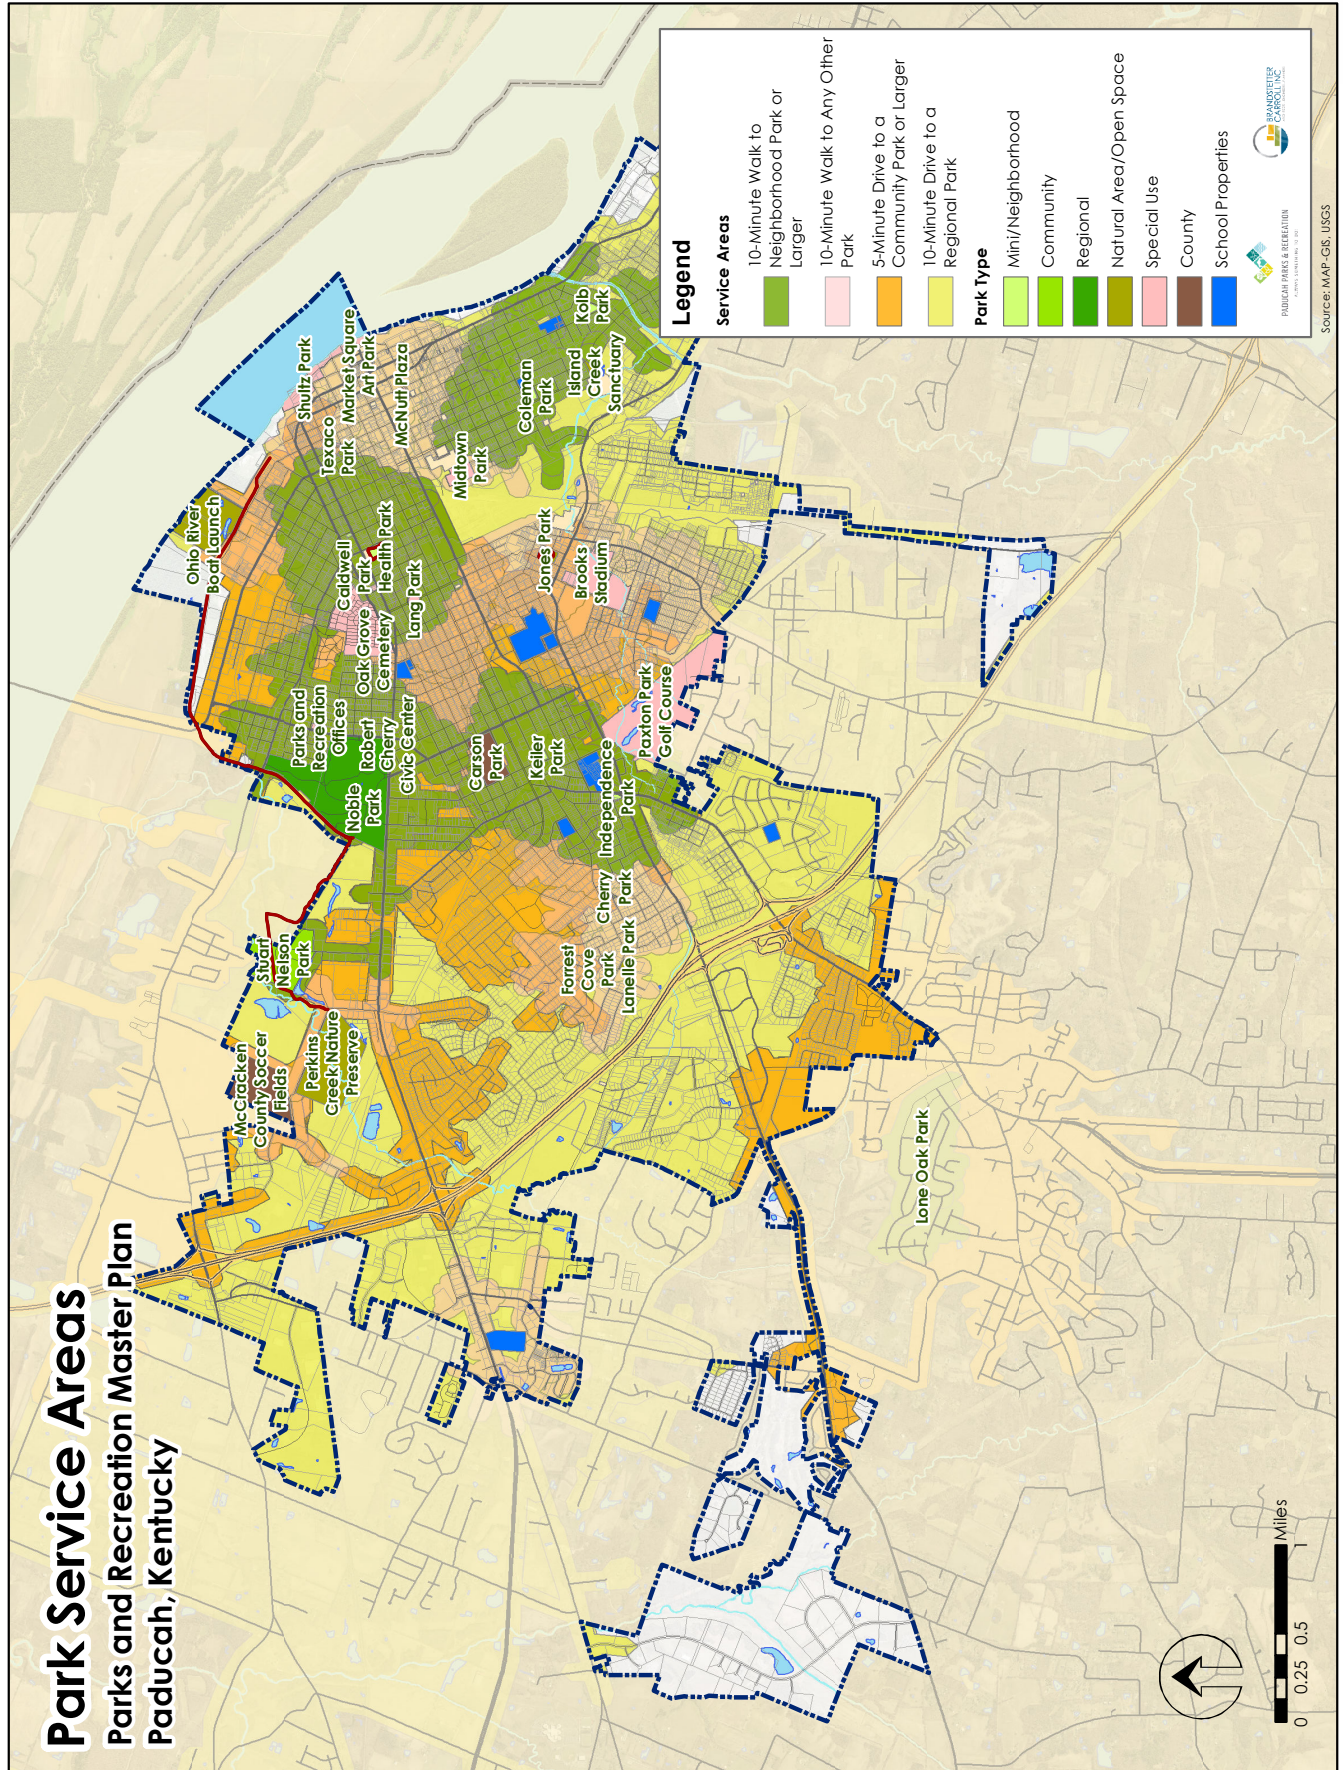 Park Service Areas
Parks and Recreation Master Plan
Paducah, Kentucky
McCracken
County Soccer
Fields
Perkins
Creek Nature
Preserve
Stuart
Nelson
Park
Noble
Park
Parks and
Recreation
Offices
Robert
Cherry
Civic Center
Oak Grove
Cemetery
Caldwell
Park
Health Park
Lang Park
Ohio River
Boat Launch
Texaco
Park
Shultz Park
Market Square
Art Park
McNutt Plaza
Midtown
Park
Coleman
Park
Island
Creek
Sanctuary
Kolb
Park
Jones Park
Brooks
Stadium
Carson
Park
Keiler
Park
Independence
Park
Paxton Park
Golf Course
Cherry
Park
Forrest
Cove
Park
Lanelle Park
Lone Oak Park
Legend
Service Areas
10-Minute Walk to
Neighborhood Park or
Larger
10-Minute Walk to Any Other
Park
5-Minute Drive to a
Community Park or Larger
10-Minute Drive to a
Regional Park
Park Type
Mini/Neighborhood
Community
Regional
Natural Area/Open Space
Special Use
County
School Properties
PADUCAH PARKS & RECREATION
BRANDSTETTER
CARROLL INC
Source: MAP-GIS, USGS
0 0.25 0.5 1
Miles